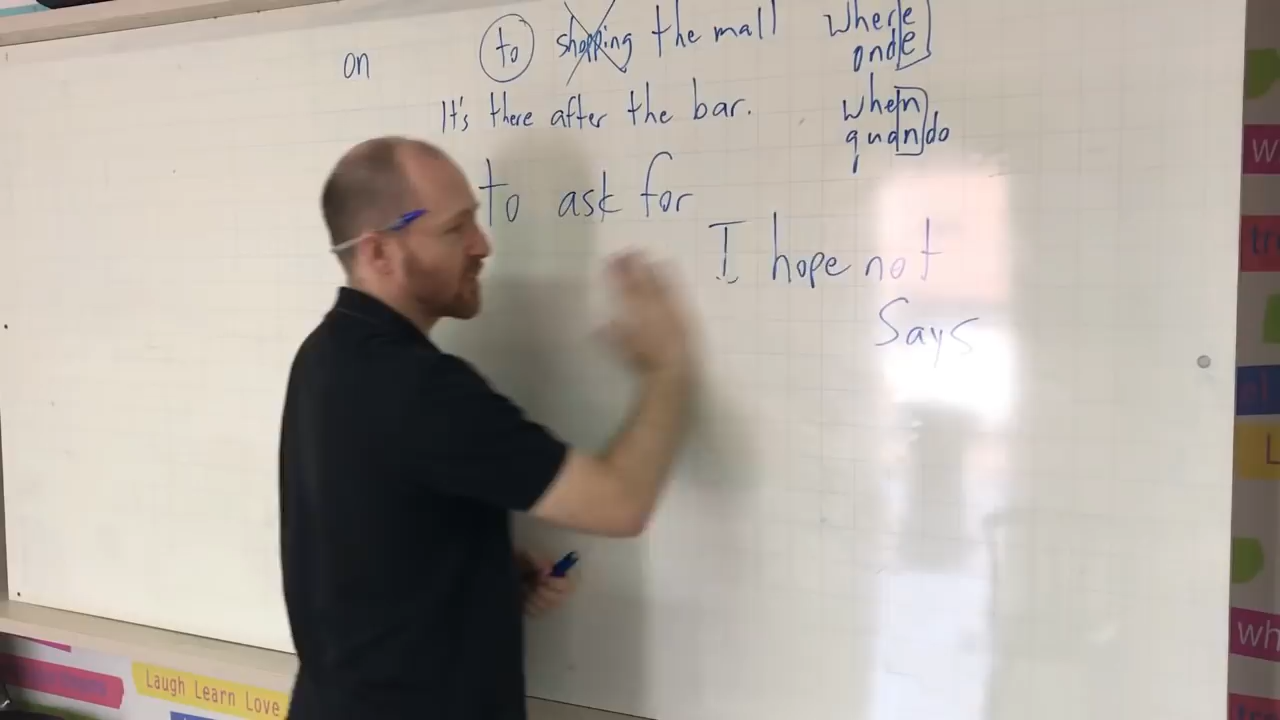 on
to shopping the mall
where
onde
It's there after the bar.
when
quando
to ask for
I hope not
Says
Laugh Learn Love
L
wh